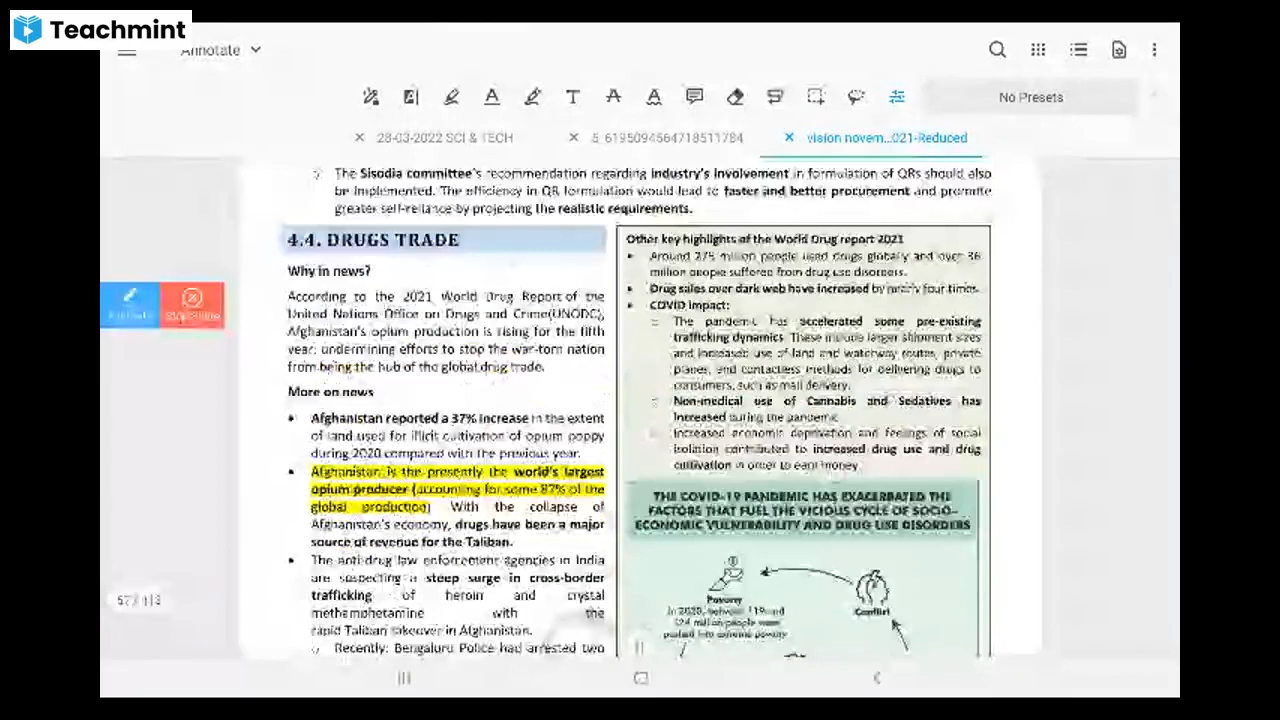 Teachmint
Annotate
No Presets
28-03-2022 SCI & TECH
5_6195094564718511784
vision novem...021-Reduced
The Sisodia committee's recommendation regarding industry's involvement in formulation of QRs should also
be implemented. The efficiency in QR formulation would lead to faster and better procurement and promote
greater self-reliance by projecting the realistic requirements.
4.4. DRUGS TRADE
Why in news?
According to the 2021 World Drug Report of the
United Nations Office on Drugs and Crime(UNODC),
Afghanistan's opium production is rising for the fifth
year, undermining efforts to stop the war-torn nation
from being the hub of the global drug trade.
More on news
Afghanistan reported a 37% increase in the extent
of land used for illicit cultivation of opium poppy
during 2020 compared with the previous year.
Afghanistan is the presently the world's largest
opium producer (accounting for some 87% of the
global production) With the collapse of
Afghanistan's economy, drugs have been a major
source of revenue for the Taliban.
The anti drug law enforcement agencies in India
are suspecting a steep surge in cross-border
trafficking of heroin and crystal
methamphetamine with the
rapid Taliban takeover in Afghanistan.
Recently: Bengaluru Police had arrested two
Other key highlights of the World Drug report 2021
Around 275 million people used drugs globally and over 36
million people suffered from drug use disorders.
Drug sales over dark web have increased by nearly four times.
COVID impact:
The pandemic has accelerated some pre-existing
trafficking dynamics. These include larger shipment sizes
and increased use of land and waterway routes, private
planes, and contactless methods for delivering drugs to
consumers, such as mail delivery.
Non-medical use of Cannabis and Sedatives has
increased during the pandemic
Increased economic deprivation and feelings of social
isolation contributed to increased drug use and drug
cultivation in order to earn money
THE COVID-19 PANDEMIC HAS EXACERBATED THE
FACTORS THAT FUEL THE VICIOUS CYCLE OF SOCIO-
ECONOMIC VULNERABILITY AND DRUG USE DISORDERS
Poverty
In 2020, between 119 and
124 million people were
pushed into extreme poverty
Conflict